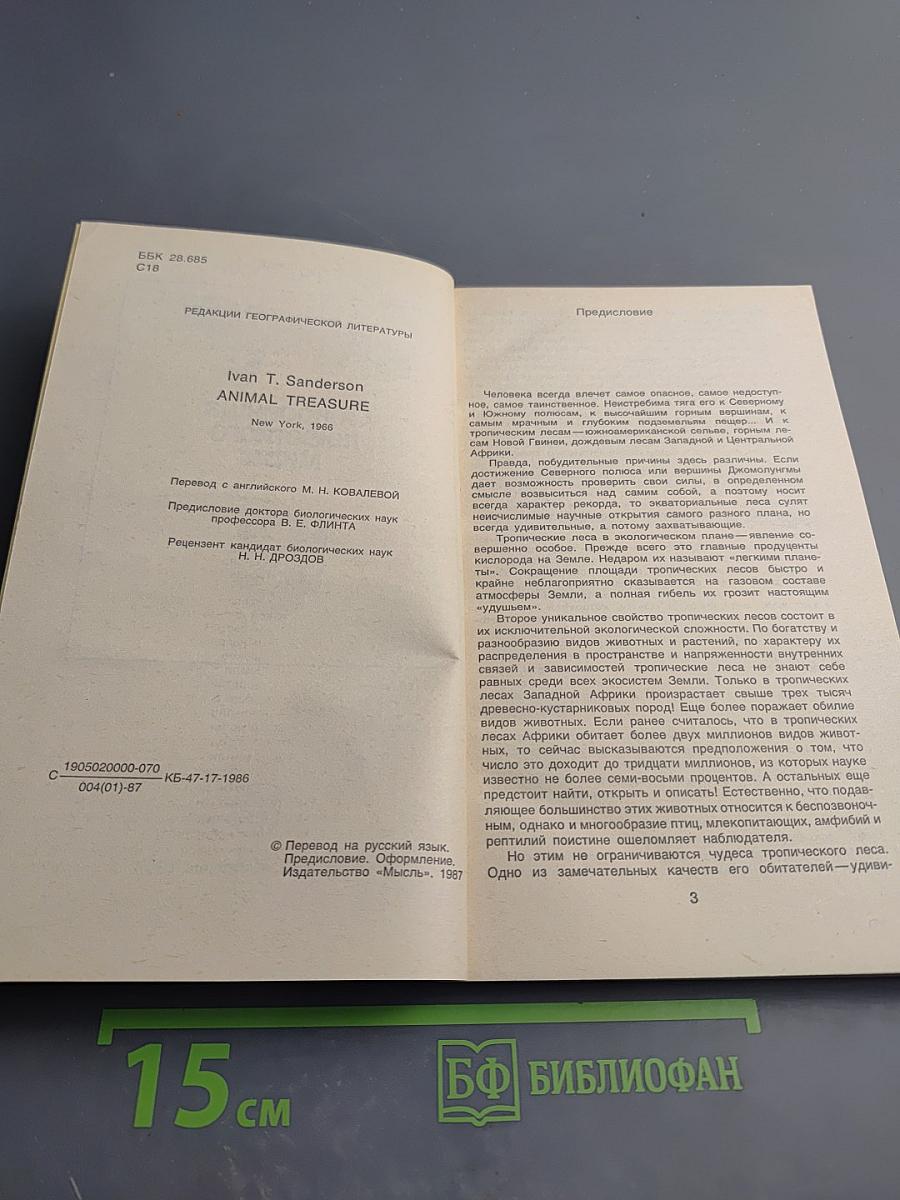 ББК 28.685
С18
РЕДАКЦИИ ГЕОГРАФИЧЕСКОЙ ЛИТЕРАТУРЫ
Ivan T. Sanderson
ANIMAL TREASURE
New York, 1966
Перевод с английского М. Н. КОВАЛЕВОЙ
Предисловие доктора биологических наук
профессора В. Е. ФЛИНТА
Рецензент кандидат биологических наук
Н. Н. ДРОЗДОВ
С 1905020000-070
004(01)-87 КБ-47-17-1986
© Перевод на русский язык.
Предисловие. Оформление.
Издательство «Мысль». 1987
Предисловие
Человека всегда влечет самое опасное, самое недоступ-
ное, самое таинственное. Неистребима тяга его к Северному
и Южному полюсам, к высочайшим горным вершинам, к
самым мрачным и глубоким подземельям пещер... И к
тропическим лесам—южноамериканской сельве, горным ле-
сам Новой Гвинеи, дождевым лесам Западной и Центральной
Африки.
Правда, побудительные причины здесь различны. Если
достижение Северного полюса или вершины Джомолунгмы
дает возможность проверить свои силы, в определенном
смысле возвыситься над самим собой, а поэтому носит
всегда характер рекорда, то экваториальные леса сулят
неисчислимые научные открытия самого разного плана, но
всегда удивительные, а потому захватывающие.
Тропические леса в экологическом плане—явление со-
вершенно особое. Прежде всего это главные продуценты
кислорода на Земле. Недаром их называют «легкими плане-
ты». Сокращение площади тропических лесов быстро и
крайне неблагоприятно сказывается на газовом составе
атмосферы Земли, а полная гибель их грозит настоящим
"удушьем».
Второе уникальное свойство тропических лесов состоит в
их исключительной экологической сложности. По богатству и
разнообразию видов животных и растений, по характеру их
распределения в пространстве и напряженности внутренних
связей и зависимостей тропические леса не знают себе
равных среди всех экосистем Земли. Только в тропических
лесах Западной Африки произрастает свыше трех тысяч
древесно-кустарниковых пород! Еще более поражает обилие
видов животных. Если ранее считалось, что в тропических
лесах Африки обитает более двух миллионов видов живот-
ных, то сейчас высказываются предположения о том, что
число это доходит до тридцати миллионов, из которых науке
известно не более семи-восьми процентов. А остальных еще
предстоит найти, открыть и описать! Естественно, что подав-
ляющее большинство этих животных относится к беспозвоноч-
ным, однако и многообразие птиц, млекопитающих, амфибий и
рептилий поистине ошеломляет наблюдателя.
Но этим не ограничиваются чудеса тропического леса.
Одно из замечательных качеств его обитателей—удиви-
3
15 см
БФ БИБЛИОФАН